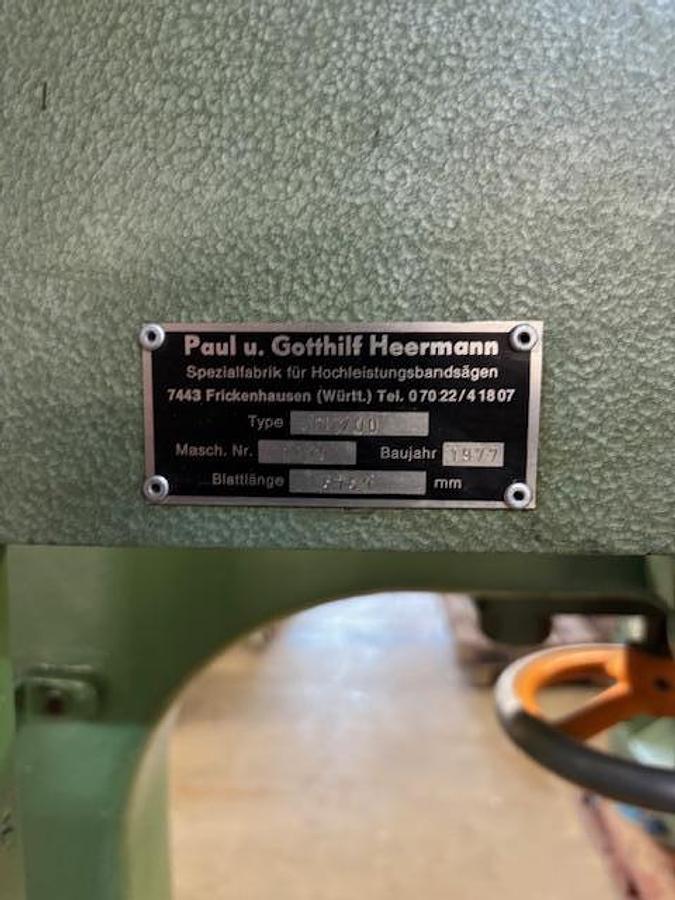 Paul u. Gotthilf Heermann
Spezialfabrik für Hochleistungsbandsägen
7443 Frickenhausen (Württ.) Tel. 07022/41807
Type
Masch. Nr. Baujahr 1977
Blattlänge mm